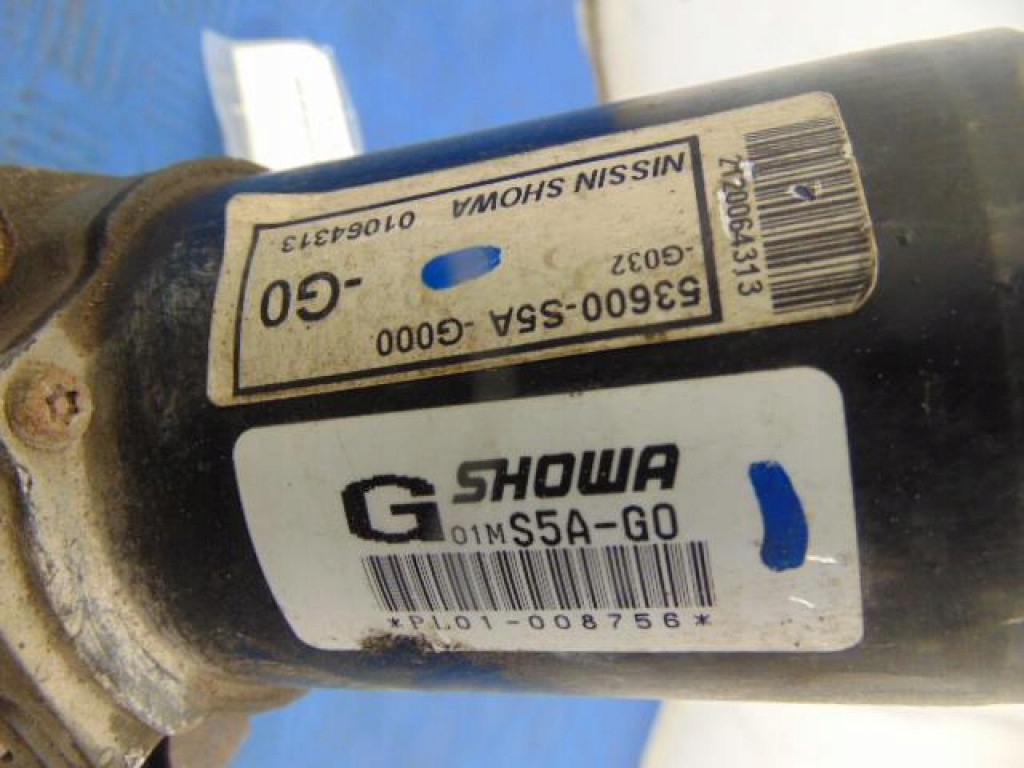 53600-S5A -G000
-G032
-G0
NISSIN SHOWA 01064313
7120064313
G SHOWA
01M S5A-G0
*PL01-008756*